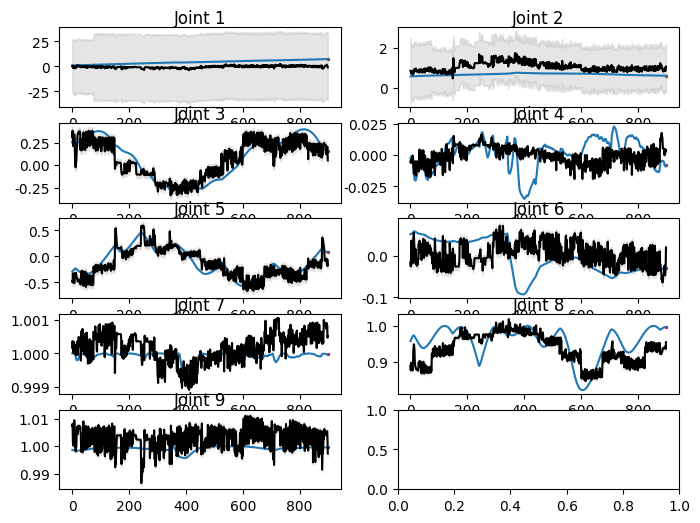 Joint 1
Joint 2
25
0
-25
2
0
0 200 400 600 800
0 200 400 600 800
Joint 3
Joint 4
0.25
0.00
-0.25
0.025
0.000
-0.025
0 200 400 600 800
0 200 400 600 800
Joint 5
Joint 6
0.5
0.0
-0.5
0.0
-0.1
0 200 400 600 800
0 200 400 600 800
Joint 7
Joint 8
1.001
1.000
0.999
1.0
0.9
0 200 400 600 800
0 200 400 600 800
Joint 9
1.01
1.00
0.99
1.0
0.5
0.0
0 200 400 600 800
0.0 0.2 0.4 0.6 0.8 1.0